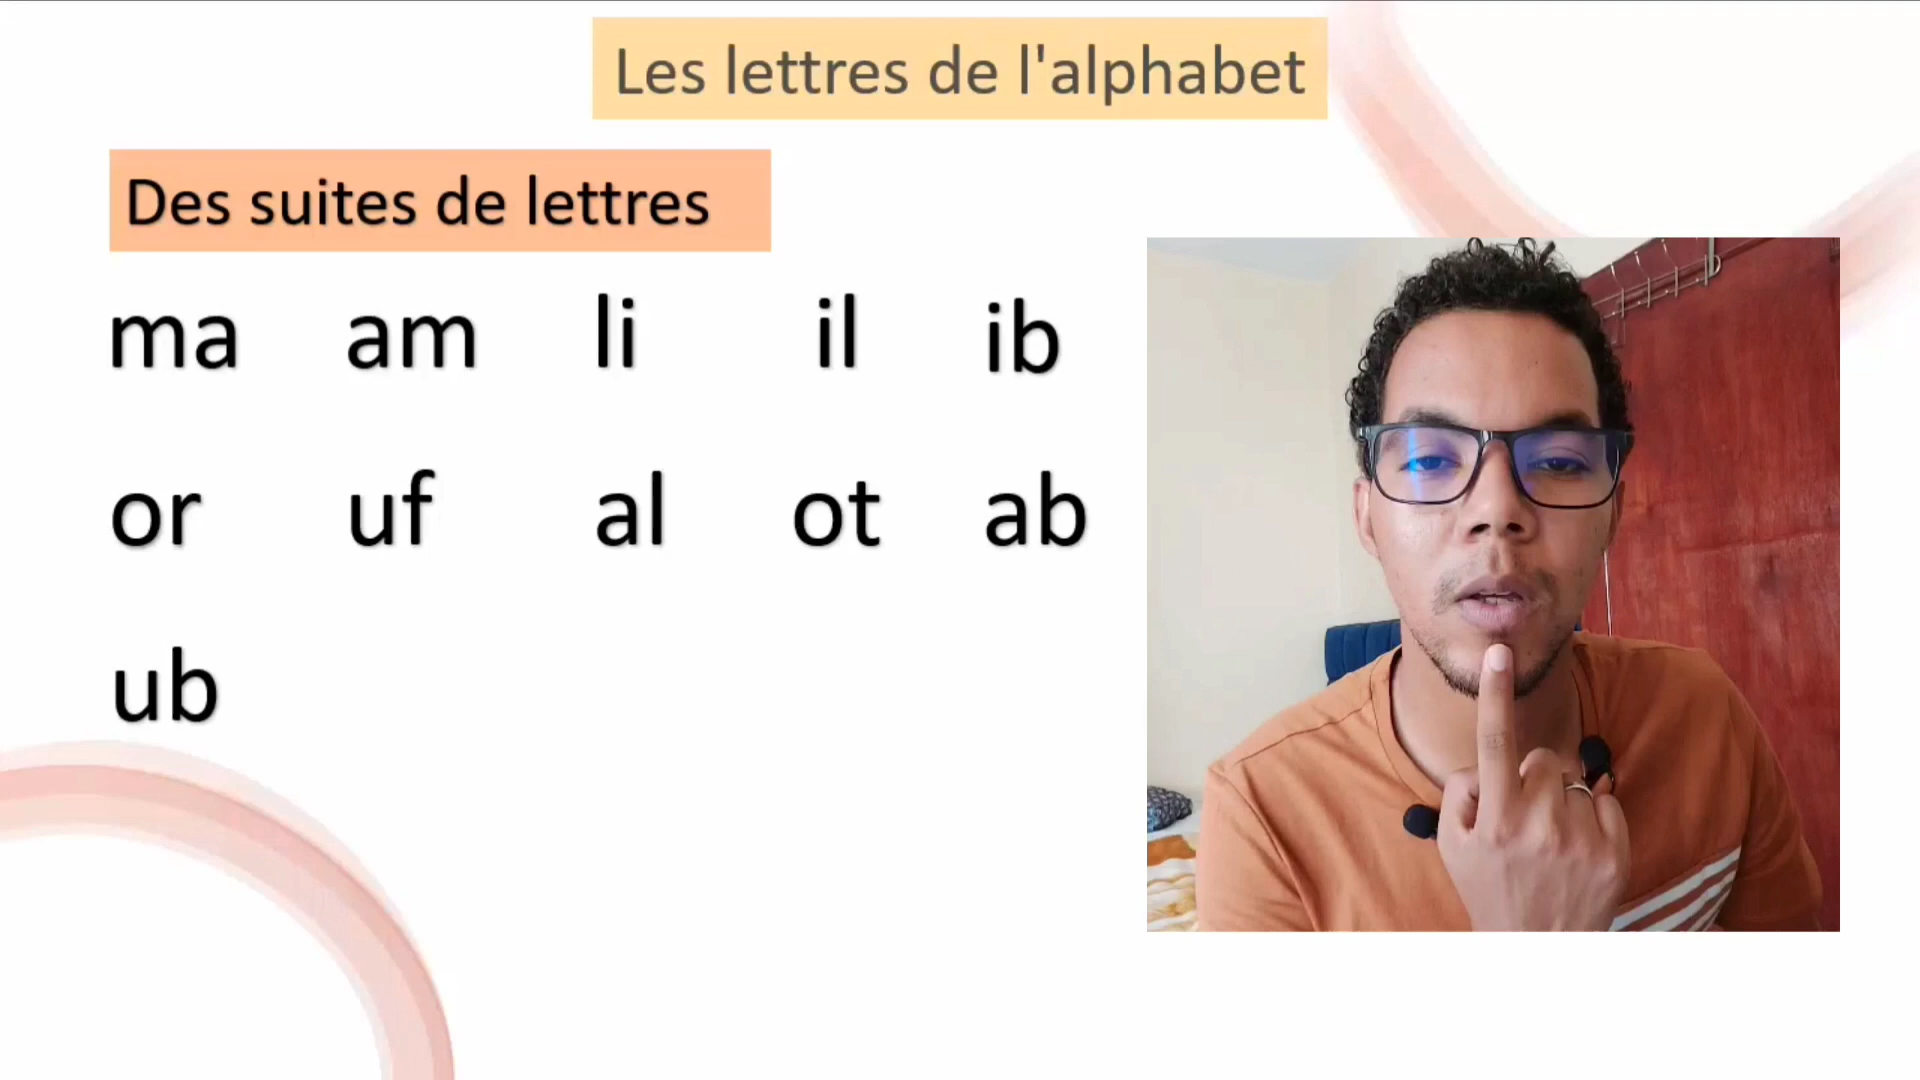 Les lettres de l'alphabet
Des suites de lettres
ma am li il ib
or uf al ot ab
ub